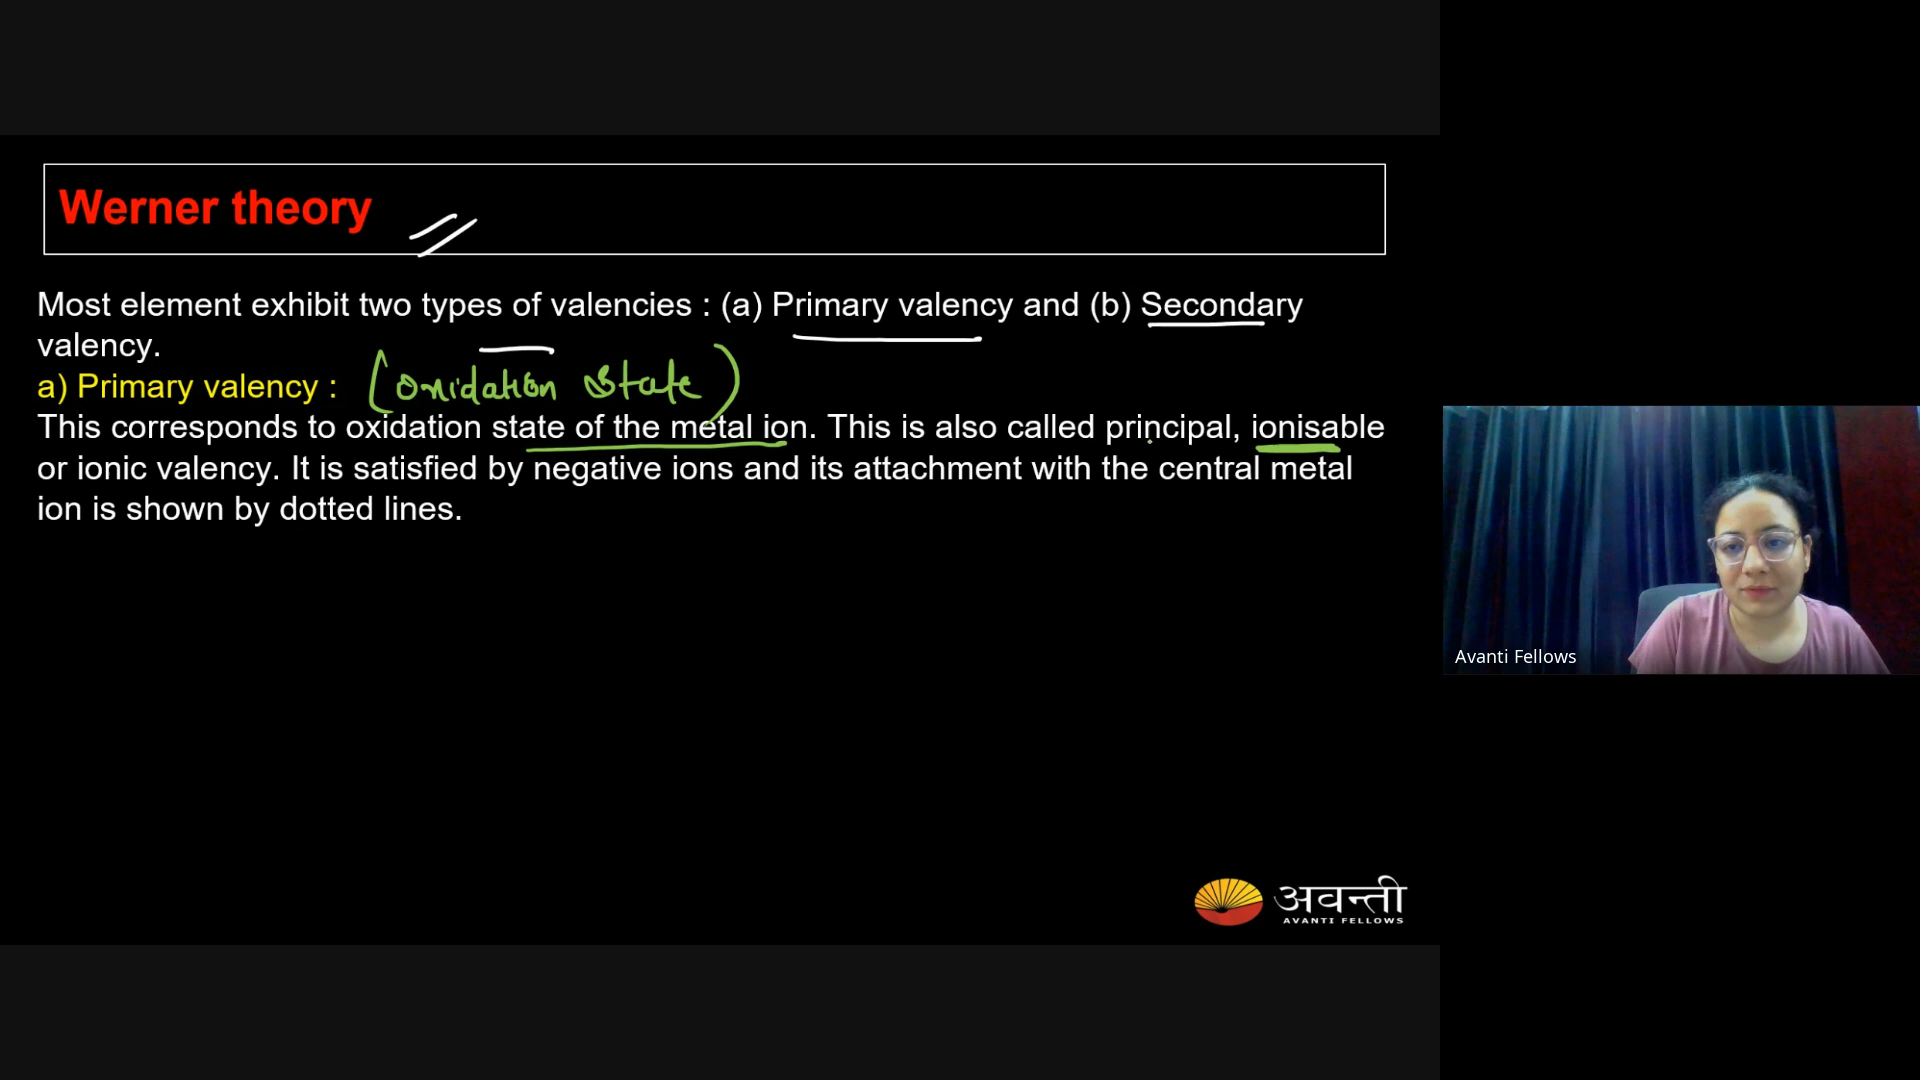 Werner theory
Most element exhibit two types of valencies : (a) Primary valency and (b) Secondary
valency.
a) Primary valency : (Oxidation State)
This corresponds to oxidation state of the metal ion. This is also called principal, ionisable
or ionic valency. It is satisfied by negative ions and its attachment with the central metal
ion is shown by dotted lines.
Avanti Fellows
अवन्ती
AVANTI FELLOWS